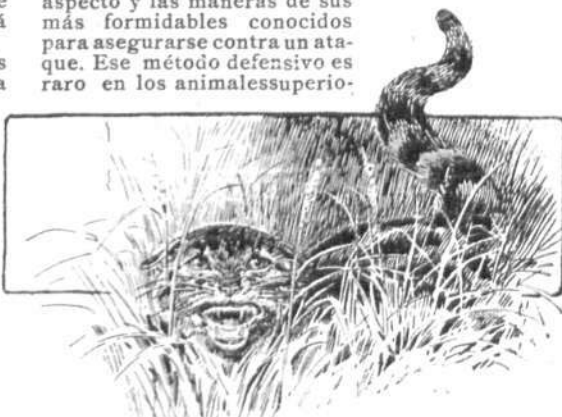 e
á
s
a
aspecto y las maneras de sus
más formidables conocidos
para asegurarse contra un ata-
que. Ese método defensivo es
raro en los animalessuperio-